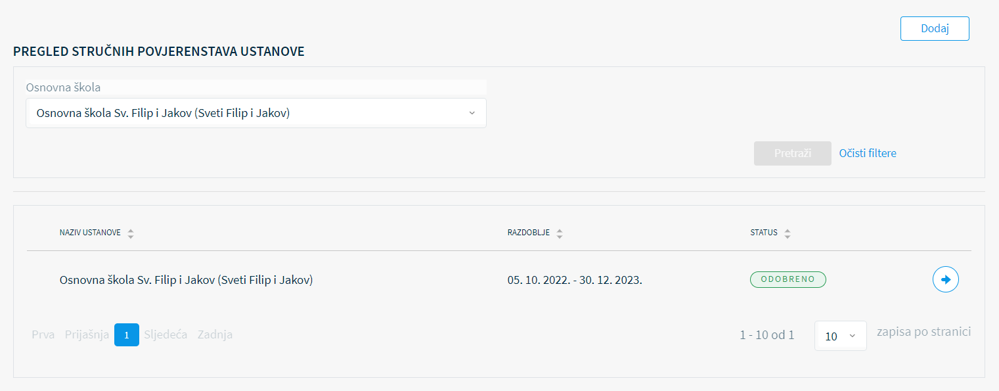 Dodaj
PREGLED STRUČNIH POVJERENSTAVA USTANOVE
Osnovna škola
Osnovna škola Sv. Filip i Jakov (Sveti Filip i Jakov)
Pretraži Očisti filtere
NAZIV USTANOVE RAZDOBLJE STATUS
Osnovna škola Sv. Filip i Jakov (Sveti Filip i Jakov) 05. 10. 2022. - 30. 12. 2023. ODOBRENO
Prva Prijašnja 1 Sljedeća Zadnja 1 - 10 od 1 10 zapisa po stranici